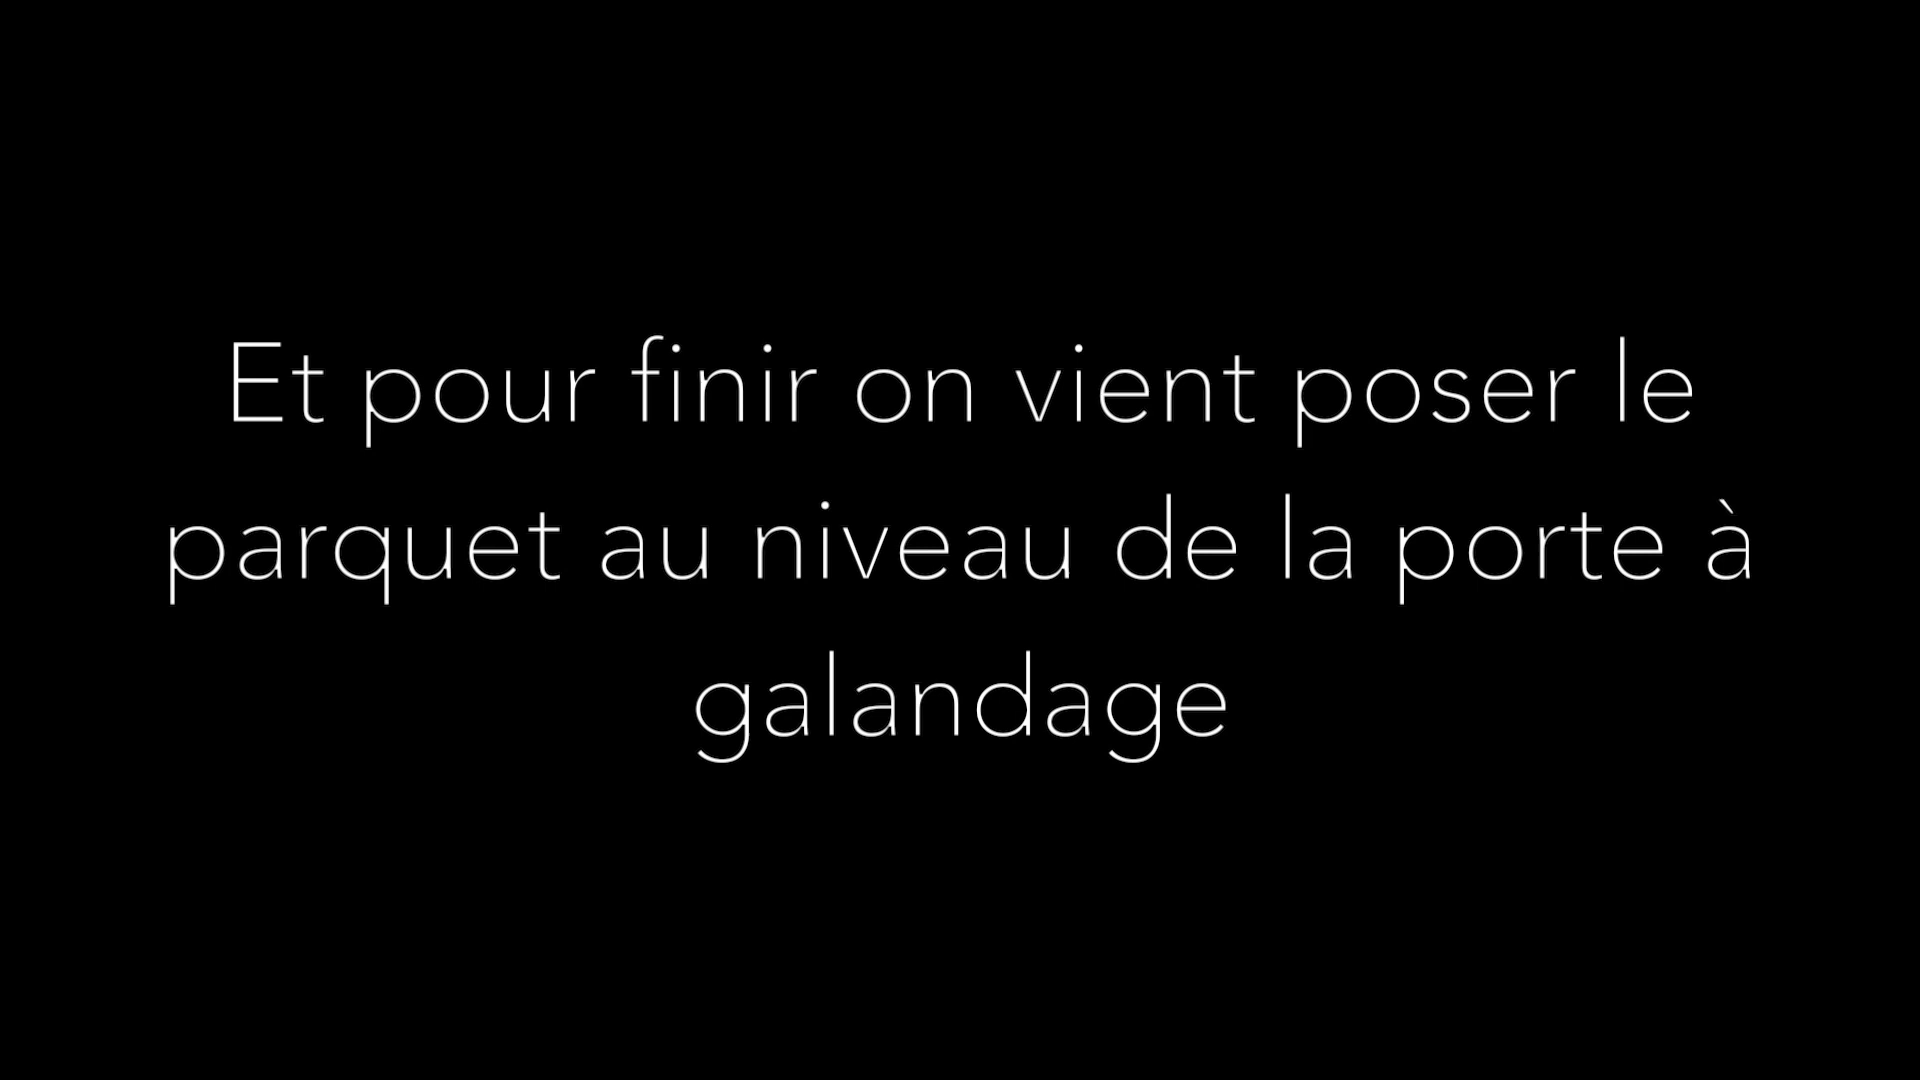 Et pour finir on vient poser le
parquet au niveau de la porte à
galandage